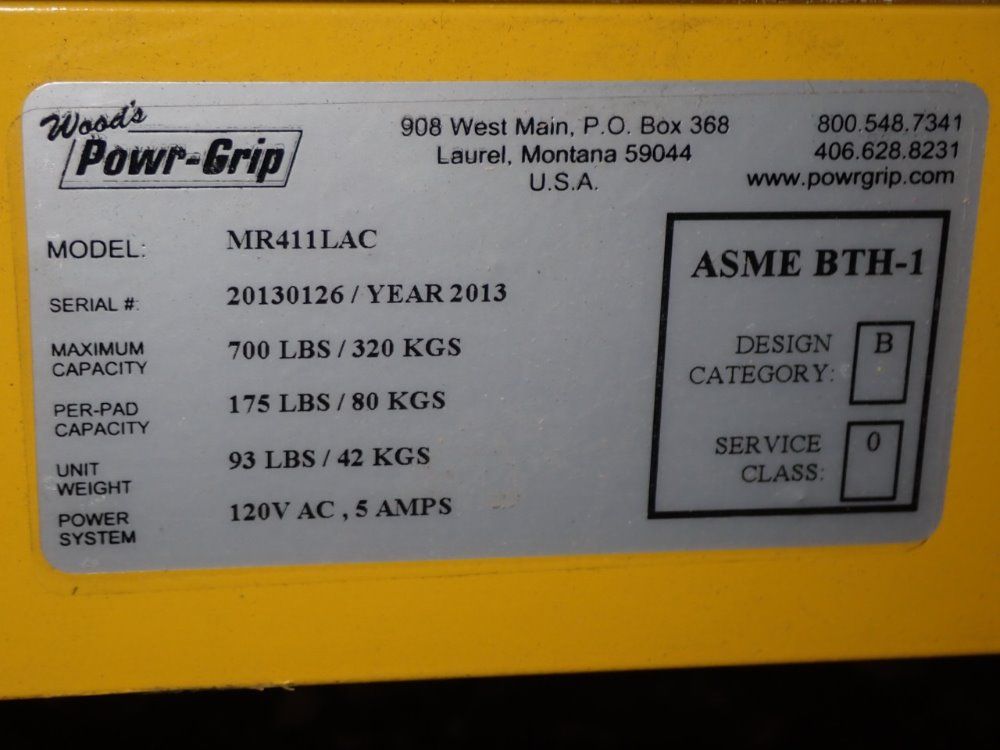 Wood's
Powr-Grip
908 West Main, P.O. Box 368
Laurel, Montana 59044
U.S.A.
800.548.7341
406.628.8231
www.powrgrip.com
MODEL: MR411LAC
SERIAL #: 20130126 / YEAR 2013
MAXIMUM
CAPACITY 700 LBS / 320 KGS
PER-PAD
CAPACITY 175 LBS / 80 KGS
UNIT
WEIGHT 93 LBS / 42 KGS
POWER
SYSTEM 120V AC , 5 AMPS
ASME BTH-1
DESIGN
CATEGORY: B
SERVICE
CLASS: 0